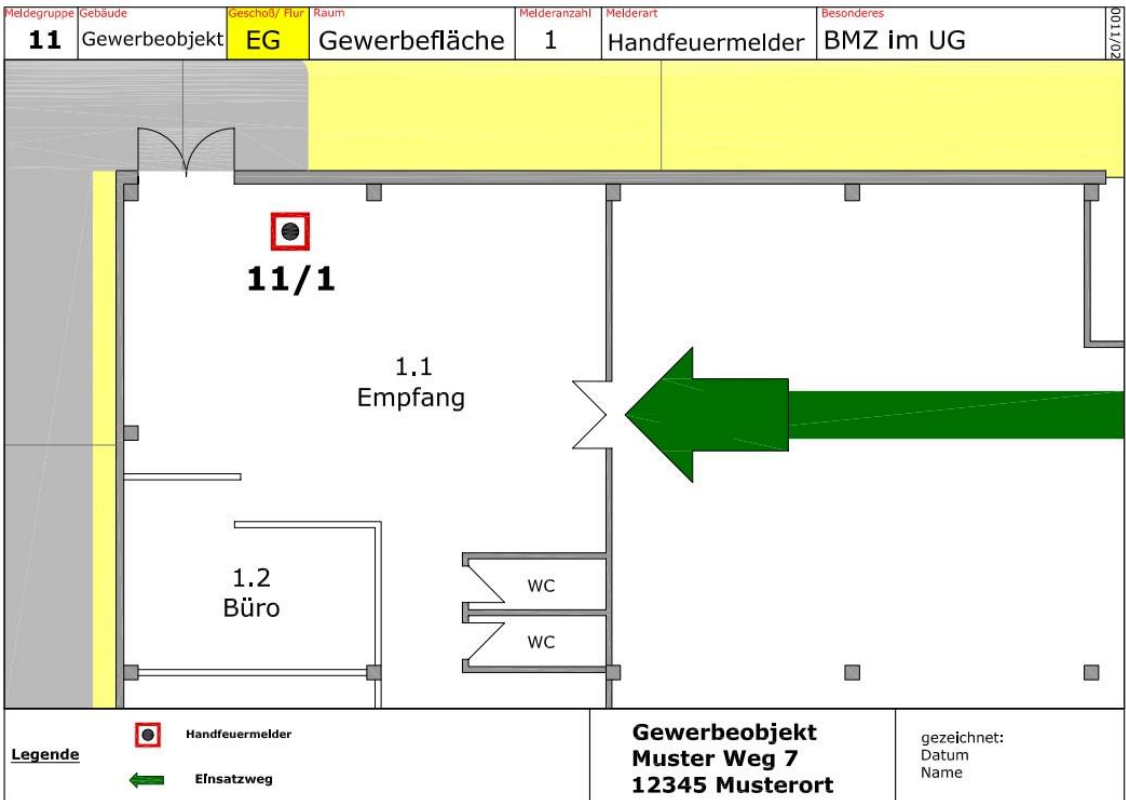 Meldegruppe Gebäude Geschoß/ Flur Raum Melderanzahl Melderart Besonderes
11 Gewerbeobjekt EG Gewerbefläche 1 Handfeuermelder BMZ im UG
0011/02
11/1
1.1
Empfang
1.2
Büro
WC
WC
Legende
Handfeuermelder
Einsatzweg
Gewerbeobjekt
Muster Weg 7
12345 Musterort
gezeichnet:
Datum
Name